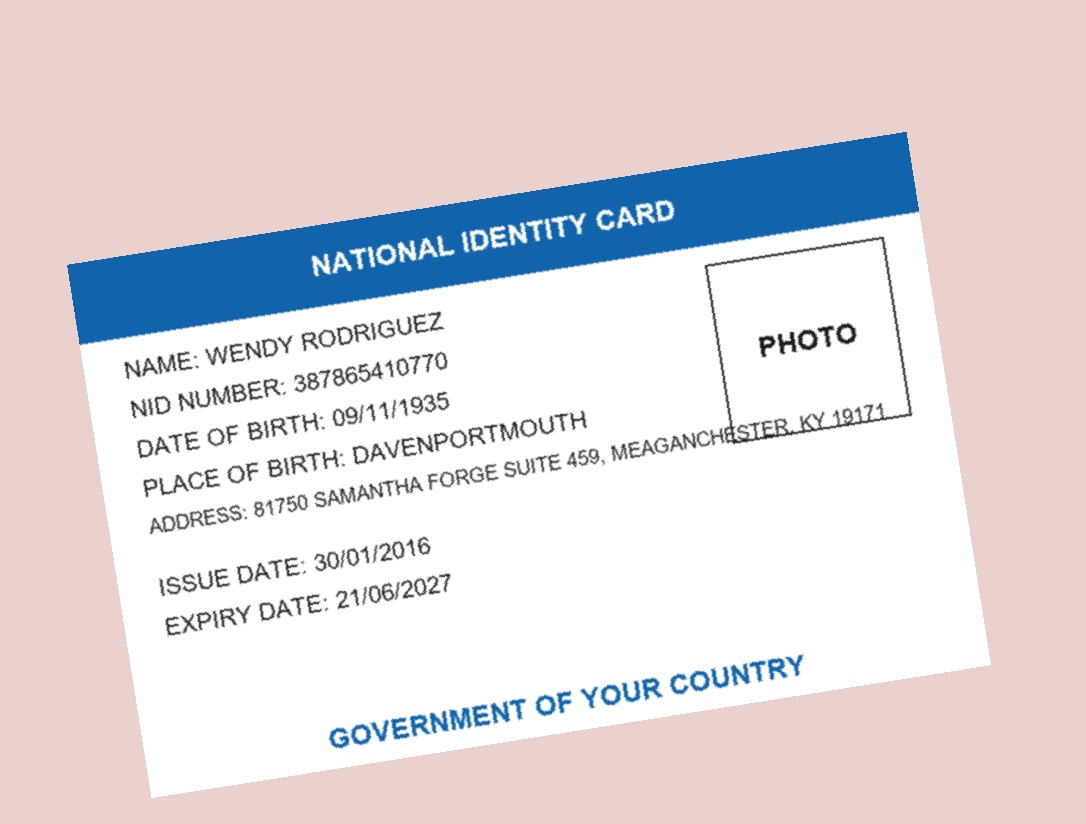 NATIONAL IDENTITY CARD
NAME: WENDY RODRIGUEZ
NID NUMBER: 387865410770
DATE OF BIRTH: 09/11/1935
PLACE OF BIRTH: DAVENPORTMOUTH
ADDRESS: 81750 SAMANTHA FORGE SUITE 459, MEAGANCHESTER, KY 19171
PHOTO
ISSUE DATE: 30/01/2016
EXPIRY DATE: 21/06/2027
GOVERNMENT OF YOUR COUNTRY